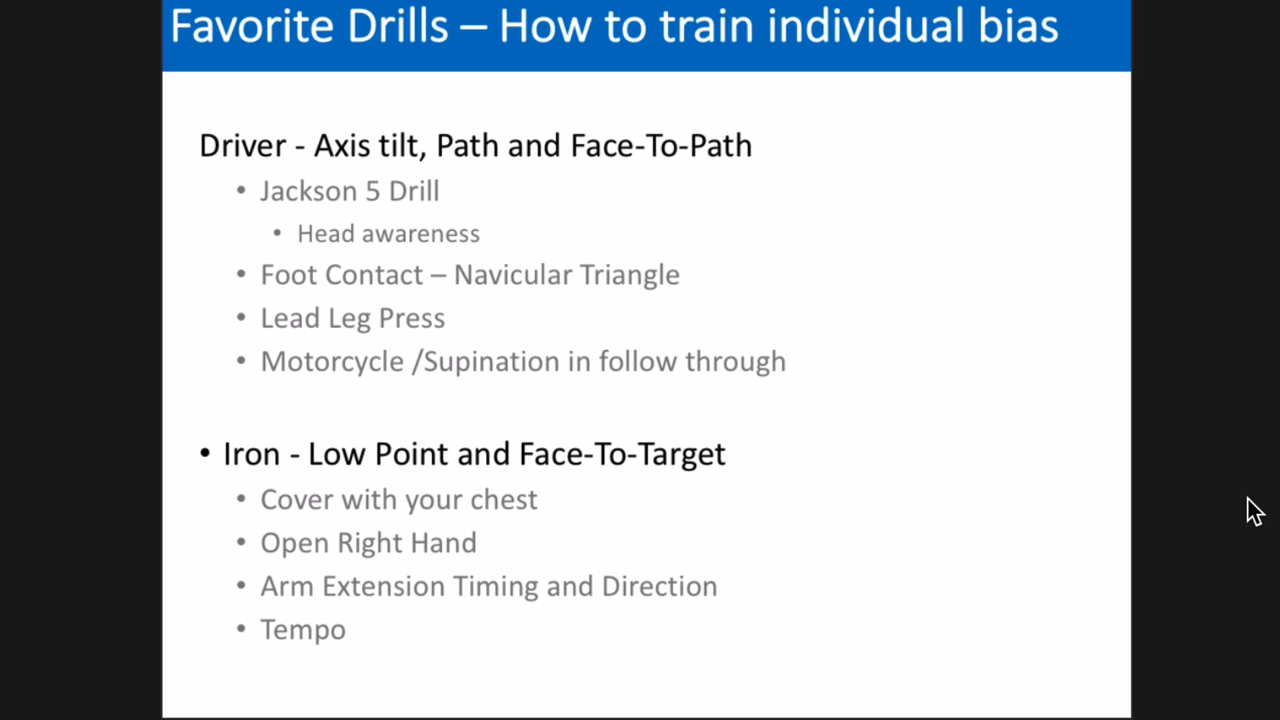 Favorite Drills – How to train individual bias
Driver - Axis tilt, Path and Face-To-Path
• Jackson 5 Drill
• Head awareness
• Foot Contact – Navicular Triangle
• Lead Leg Press
• Motorcycle /Supination in follow through
• Iron - Low Point and Face-To-Target
• Cover with your chest
• Open Right Hand
• Arm Extension Timing and Direction
• Tempo